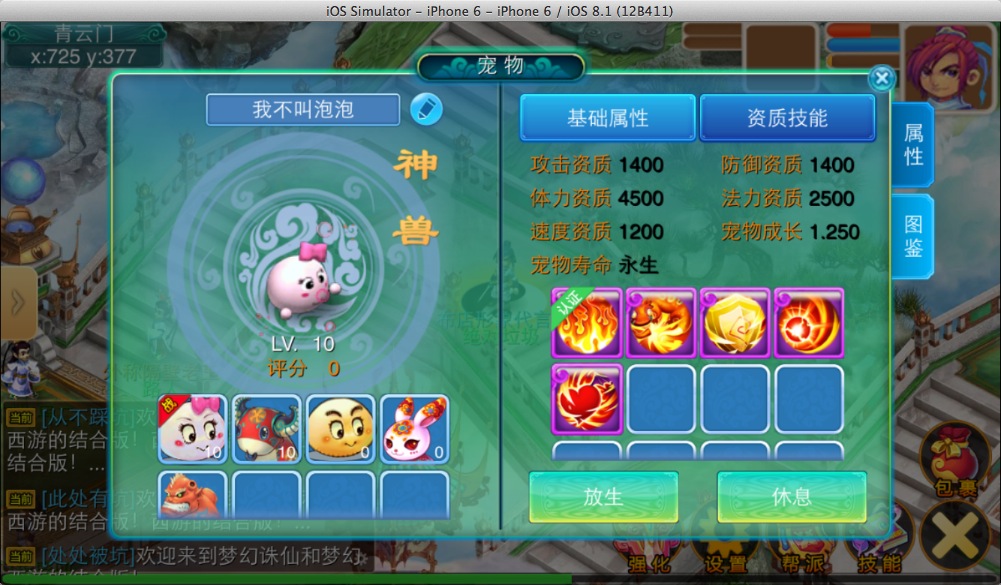 iOS Simulator – iPhone 6 – iPhone 6 / iOS 8.1 (12B411)
青云门
x:725 y:377
宠物
我不叫泡泡
神
兽
LV. 10
评分 0
战
10
10
0
0
基础属性
资质技能
攻击资质 1400
防御资质 1400
体力资质 4500
法力资质 2500
速度资质 1200
宠物成长 1.250
宠物寿命 永生
认证
放生
休息
属性
图鉴
当前 [从不踩坑]欢
西游的结合版！
结合版！...
当前 [此处有坑]欢
西游的结合版！ 西游的结合版！...
当前 [处处被坑]欢迎来到梦幻诛仙和梦幻
包裹
强化
设置
帮派
技能